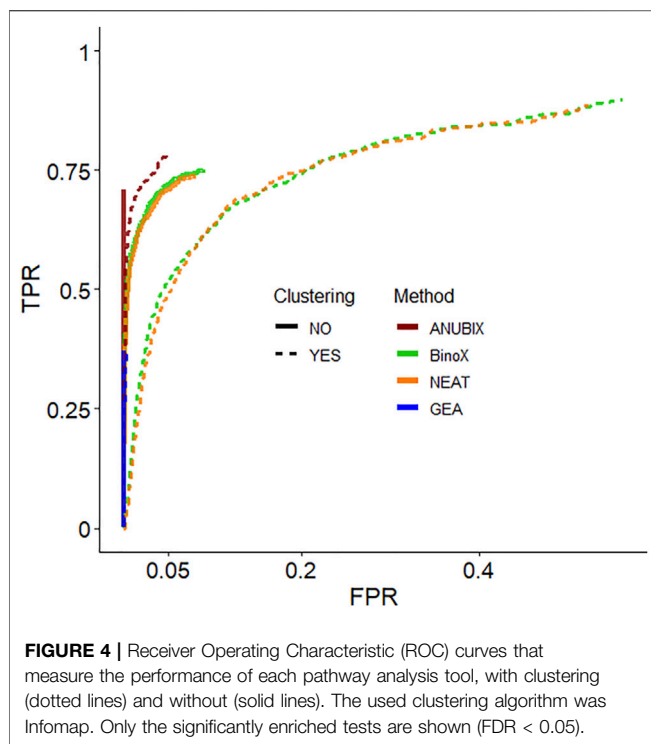 1
0.75
0.5
0.25
0
TPR
0.05
0.2
0.4
FPR
Clustering
NO
YES
Method
ANUBIX
BinoX
NEAT
GEA
FIGURE 4 | Receiver Operating Characteristic (ROC) curves that
measure the performance of each pathway analysis tool, with clustering
(dotted lines) and without (solid lines). The used clustering algorithm was
Infomap. Only the significantly enriched tests are shown (FDR < 0.05).